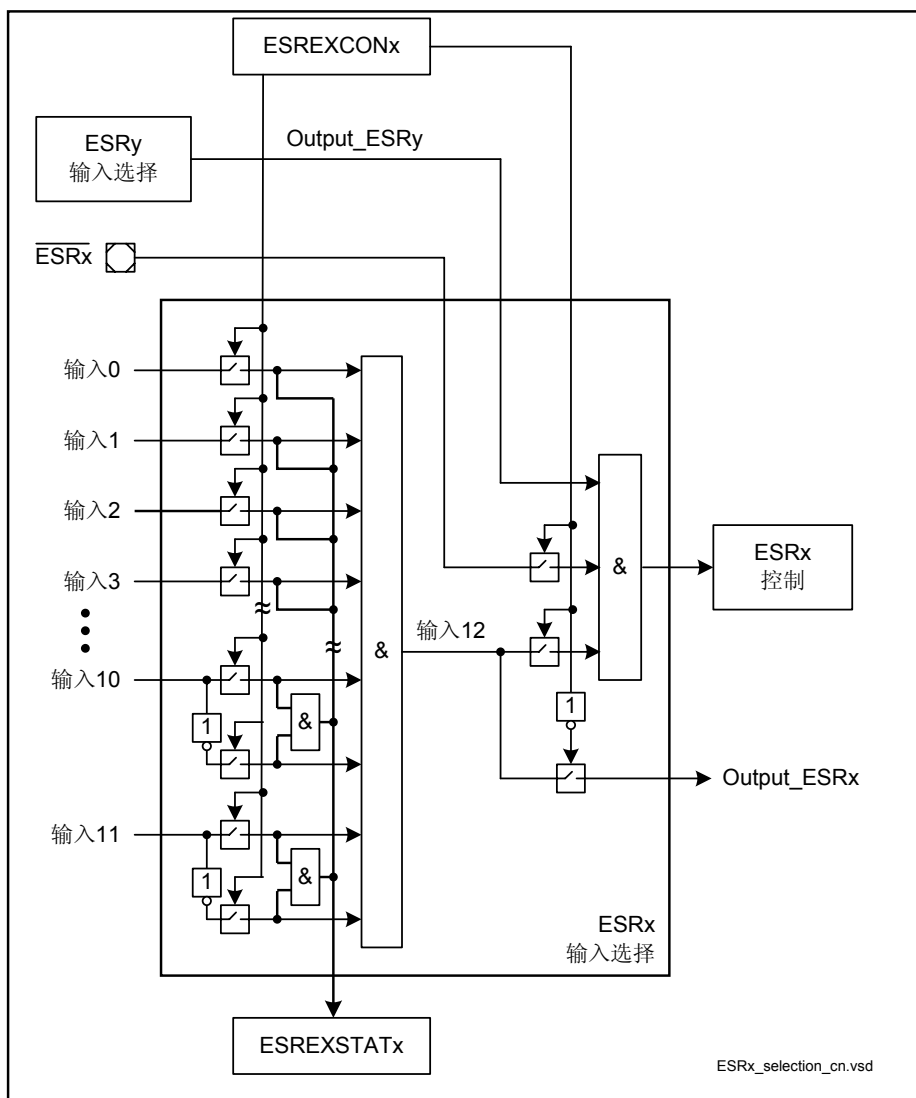 ESREXCONx
ESRy
输入选择
Output_ESRy
ESRx
输入0
输入1
输入2
输入3
输入10
输入11
1
1
&
&
&
输入12
&
1
ESRx
控制
Output_ESRx
ESRx
输入选择
ESREXSTATx
ESRx_selection_cn.vsd